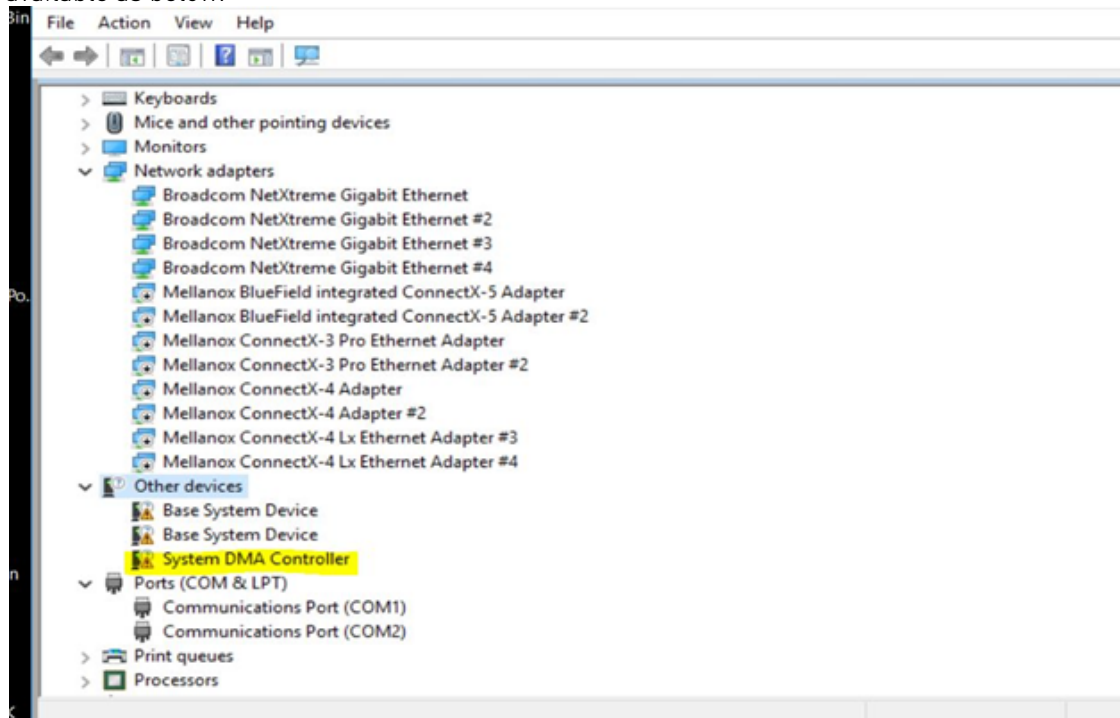 File Action View Help
Keyboards
Mice and other pointing devices
Monitors
Network adapters
Broadcom NetXtreme Gigabit Ethernet
Broadcom NetXtreme Gigabit Ethernet #2
Broadcom NetXtreme Gigabit Ethernet #3
Broadcom NetXtreme Gigabit Ethernet #4
Mellanox BlueField integrated ConnectX-5 Adapter
Mellanox BlueField integrated ConnectX-5 Adapter #2
Mellanox ConnectX-3 Pro Ethernet Adapter
Mellanox ConnectX-3 Pro Ethernet Adapter #2
Mellanox ConnectX-4 Adapter
Mellanox ConnectX-4 Adapter #2
Mellanox ConnectX-4 Lx Ethernet Adapter #3
Mellanox ConnectX-4 Lx Ethernet Adapter #4
Other devices
Base System Device
Base System Device
System DMA Controller
Ports (COM & LPT)
Communications Port (COM1)
Communications Port (COM2)
Print queues
Processors